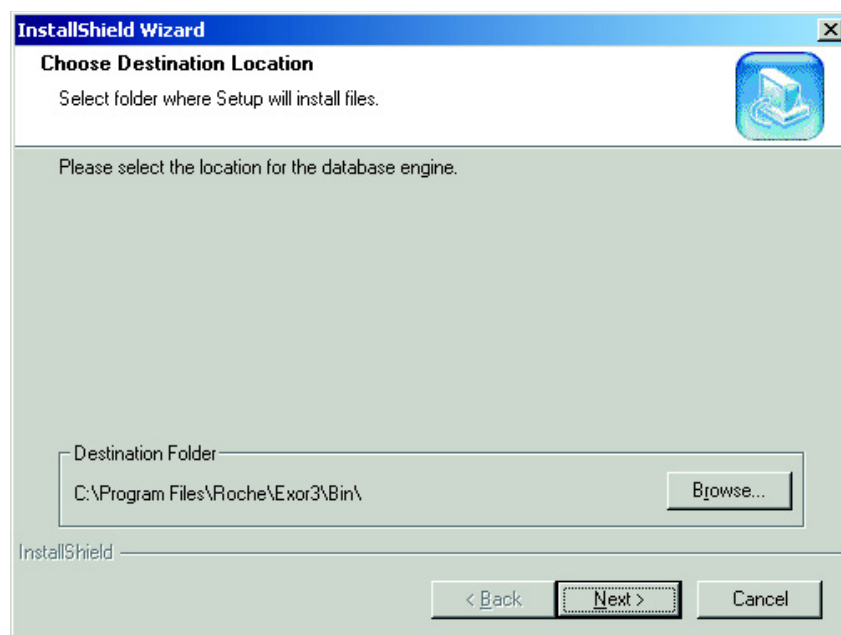 InstallShield Wizard
Choose Destination Location
Select folder where Setup will install files.
Please select the location for the database engine.
Destination Folder
C:\Program Files\Roche\Exor3\Bin\
Browse...
InstallShield
< Back
Next >
Cancel